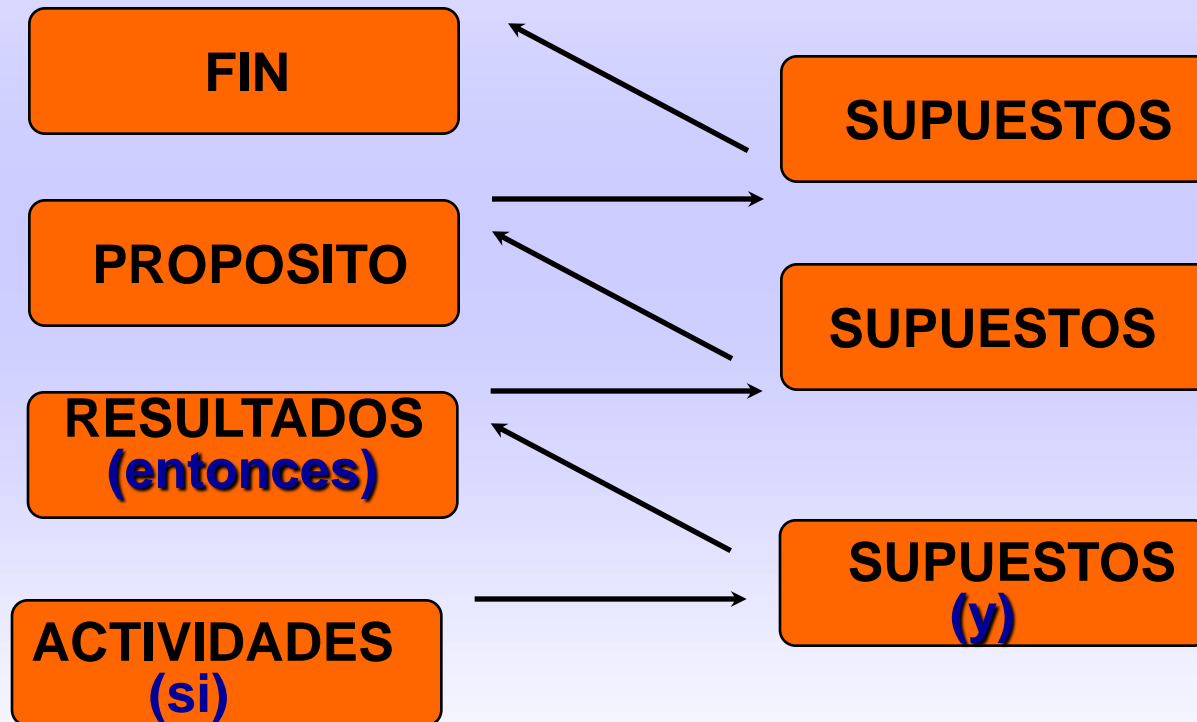 FIN
SUPUESTOS
PROPOSITO
SUPUESTOS
RESULTADOS
(entonces)
SUPUESTOS
(y)
ACTIVIDADES
(si)